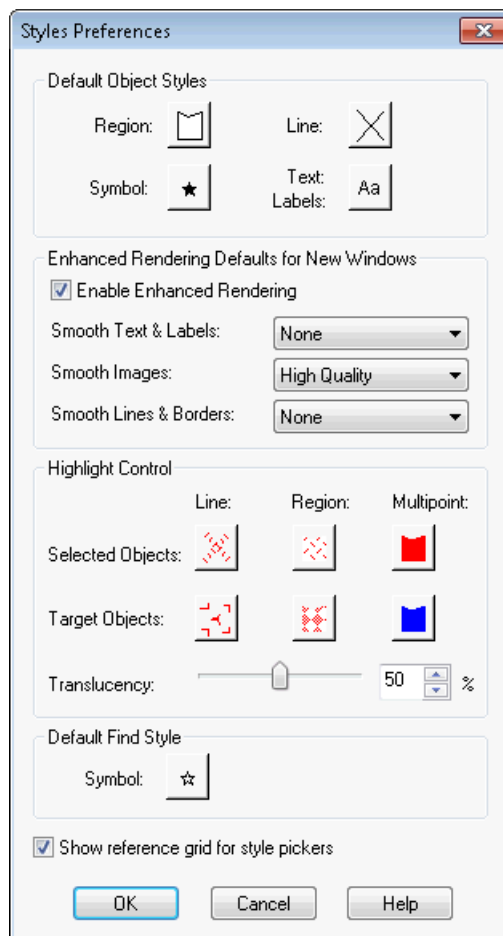 Styles Preferences
Default Object Styles
Region:
Line:
Symbol:
Text:
Labels:
Aa
Enhanced Rendering Defaults for New Windows
Enable Enhanced Rendering
Smooth Text & Labels: None
Smooth Images: High Quality
Smooth Lines & Borders: None
Highlight Control
Line: Region: Multipoint:
Selected Objects:
Target Objects:
Translucency: 50 %
Default Find Style
Symbol:
Show reference grid for style pickers
OK Cancel Help